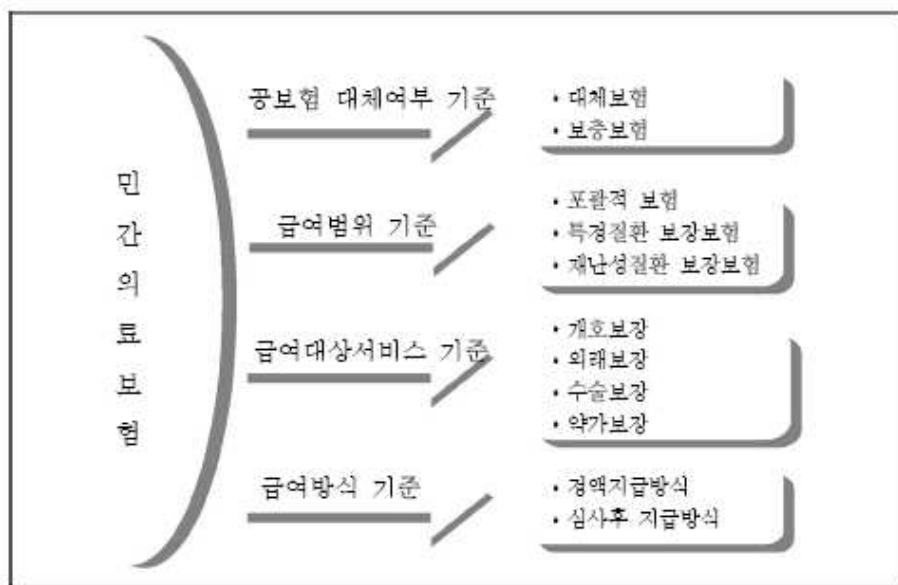 민간의료보험
공보험 대체여부 기준
• 대체보험
• 보충보험
급여범위 기준
• 포괄적 보험
• 특정질환 보장보험
• 재난성질환 보장보험
급여대상서비스 기준
• 개호보장
• 외래보장
• 수술보장
• 약가보장
급여방식 기준
• 정액지급방식
• 심사후 지급방식